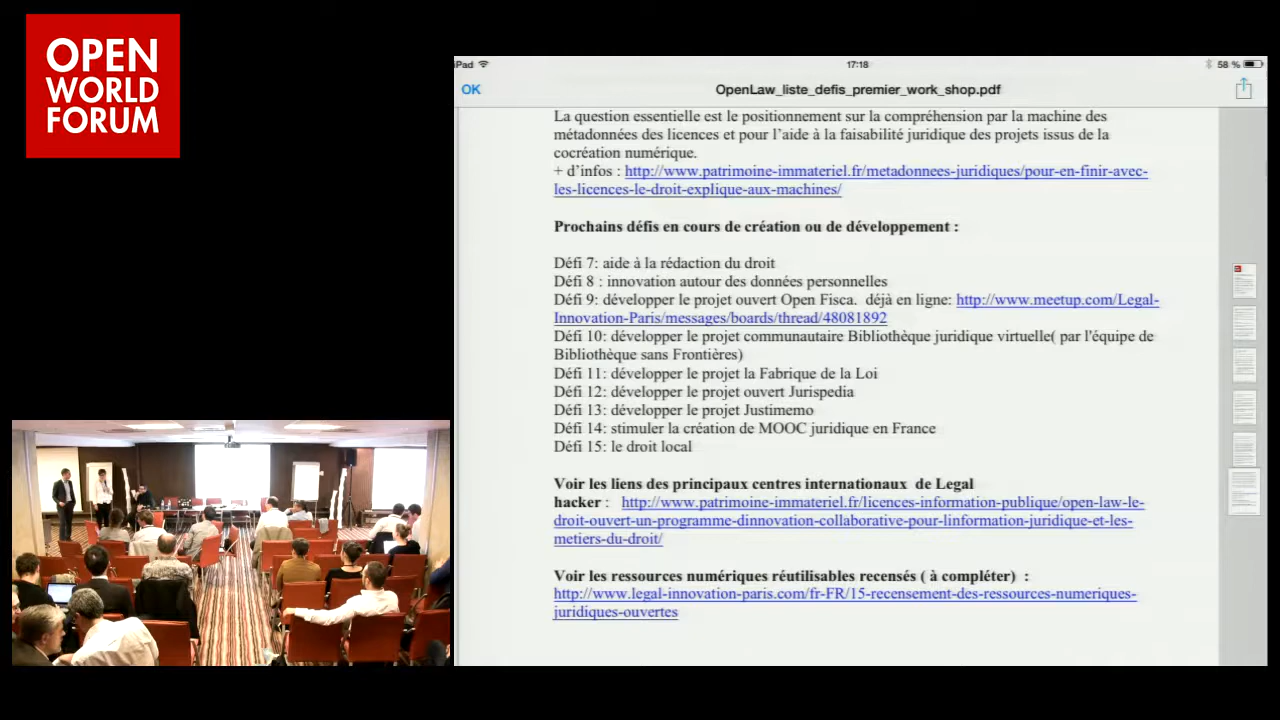 OPEN
WORLD
FORUM
iPad
17:18
58 %
OK
OpenLaw_liste_defis_premier_work_shop.pdf
La question essentielle est le positionnement sur la compréhension par la machine des
métadonnées des licences et pour l'aide à la faisabilité juridique des projets issus de la
cocréation numérique.
+ d'infos : http://www.patrimoine-immateriel.fr/metadonnees-juridiques/pour-en-finir-avec-
les-licences-le-droit-explique-aux-machines/
Prochains défis en cours de création ou de développement :
Défi 7: aide à la rédaction du droit
Défi 8 : innovation autour des données personnelles
Défi 9: développer le projet ouvert Open Fisca. déjà en ligne: http://www.meetup.com/Legal-
Innovation-Paris/messages/boards/thread/48081892
Défi 10: développer le projet communautaire Bibliothèque juridique virtuelle( par l'équipe de
Bibliothèque sans Frontières)
Défi 11: développer le projet la Fabrique de la Loi
Défi 12: développer le projet ouvert Jurispedia
Défi 13: développer le projet Justimemo
Défi 14: stimuler la création de MOOC juridique en France
Défi 15: le droit local
Voir les liens des principaux centres internationaux de Legal
hacker : http://www.patrimoine-immateriel.fr/licences-information-publique/open-law-le-
droit-ouvert-un-programme-dinnovation-collaborative-pour-linformation-juridique-et-les-
metiers-du-droit/
Voir les ressources numériques réutilisables recensés ( à compléter) :
http://www.legal-innovation-paris.com/fr-FR/15-recensement-des-ressources-numeriques-
juridiques-ouvertes